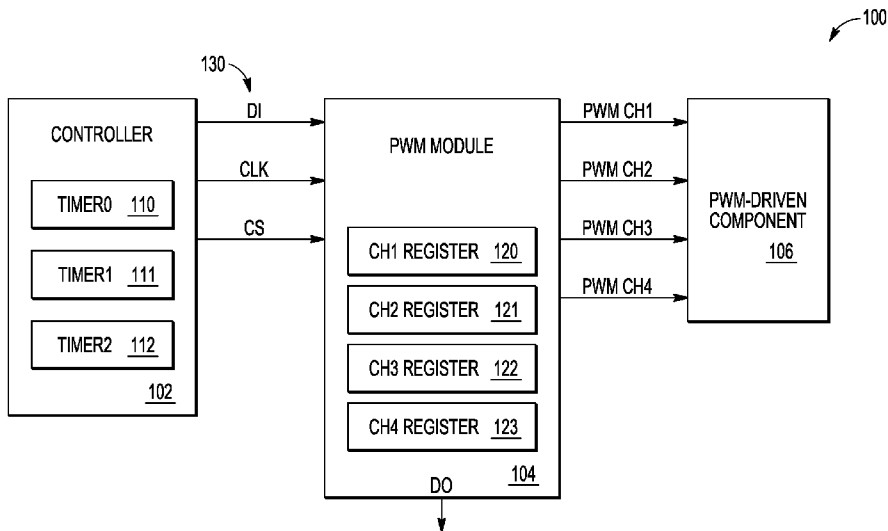 100
130
CONTROLLER
TIMER0 110
TIMER1 111
TIMER2 112
102
DI
CLK
CS
PWM MODULE
CH1 REGISTER 120
CH2 REGISTER 121
CH3 REGISTER 122
CH4 REGISTER 123
104
DO
PWM CH1
PWM CH2
PWM CH3
PWM CH4
PWM-DRIVEN
COMPONENT
106